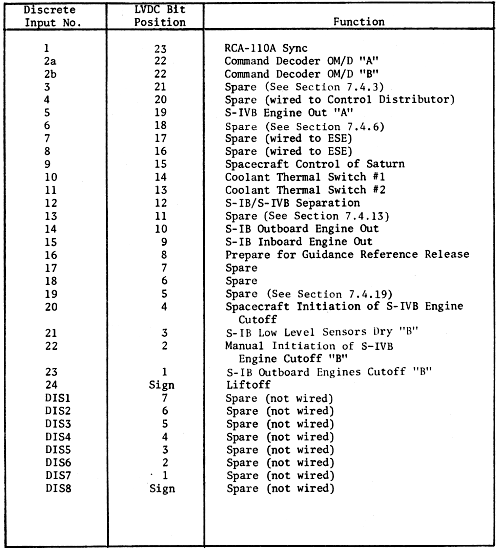 Discrete Input No. LVDC Bit Position Function
1 23 RCA-110A Sync
2a 22 Command Decoder OM/D "A"
2b 22 Command Decoder OM/D "B"
3 21 Spare (See Section 7.4.3)
4 20 Spare (wired to Control Distributor)
5 19 S-IVB Engine Out "A"
6 18 Spare (See Section 7.4.6)
7 17 Spare (wired to ESE)
8 16 Spare (wired to ESE)
9 15 Spacecraft Control of Saturn
10 14 Coolant Thermal Switch #1
11 13 Coolant Thermal Switch #2
12 12 S-IB/S-IVB Separation
13 11 Spare (See Section 7.4.13)
14 10 S-IB Outboard Engine Out
15 9 S-IB Inboard Engine Out
16 8 Prepare for Guidance Reference Release
17 7 Spare
18 6 Spare
19 5 Spare (See Section 7.4.19)
20 4 Spacecraft Initiation of S-IVB Engine
Cutoff
21 3 S-IB Low Level Sensors Dry "B"
22 2 Manual Initiation of S-IVB
Engine Cutoff "B"
23 1 S-IB Outboard Engines Cutoff "B"
24 Sign Liftoff
DIS1 7 Spare (not wired)
DIS2 6 Spare (not wired)
DIS3 5 Spare (not wired)
DIS4 4 Spare (not wired)
DIS5 3 Spare (not wired)
DIS6 2 Spare (not wired)
DIS7 1 Spare (not wired)
DIS8 Sign Spare (not wired)